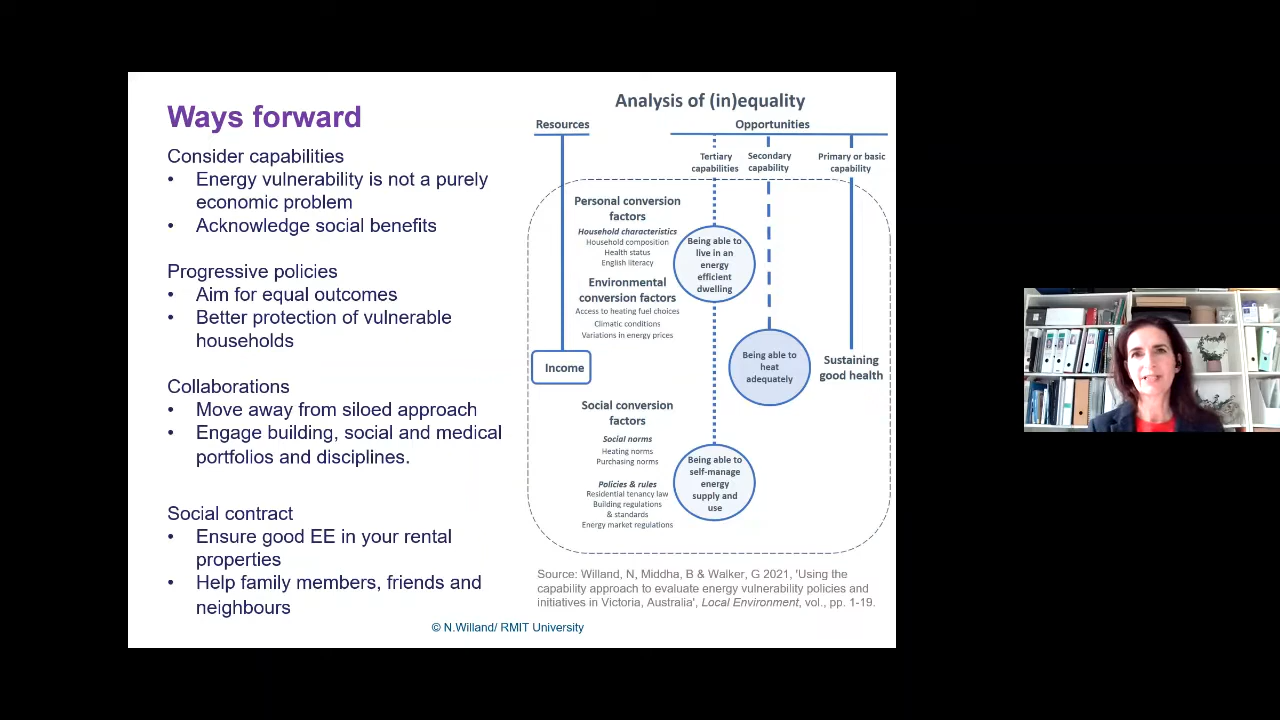 Ways forward
Consider capabilities
• Energy vulnerability is not a purely
economic problem
• Acknowledge social benefits
Progressive policies
• Aim for equal outcomes
• Better protection of vulnerable
households
Collaborations
• Move away from siloed approach
• Engage building, social and medical
portfolios and disciplines.
Social contract
• Ensure good EE in your rental
properties
• Help family members, friends and
neighbours
Analysis of (in)equality
Resources
Opportunities
Tertiary
capabilities
Secondary
capability
Primary or basic
capability
Personal conversion
factors
Household characteristics
Household composition
Health status
English literacy
Environmental
conversion factors
Access to heating fuel choices
Climatic conditions
Variations in energy prices
Being able to
live in an
energy
efficient
dwelling
Income
Being able to
heat
adequately
Sustaining
good health
Social conversion
factors
Social norms
Heating norms
Purchasing norms
Policies & rules
Residential tenancy law
Building regulations
& standards
Energy market regulations
Being able to
self-manage
energy
supply and
use
Source: Willand, N, Middha, B & Walker, G 2021, 'Using the
capability approach to evaluate energy vulnerability policies and
initiatives in Victoria, Australia', Local Environment, vol., pp. 1-19.
© N.Willand/ RMIT University